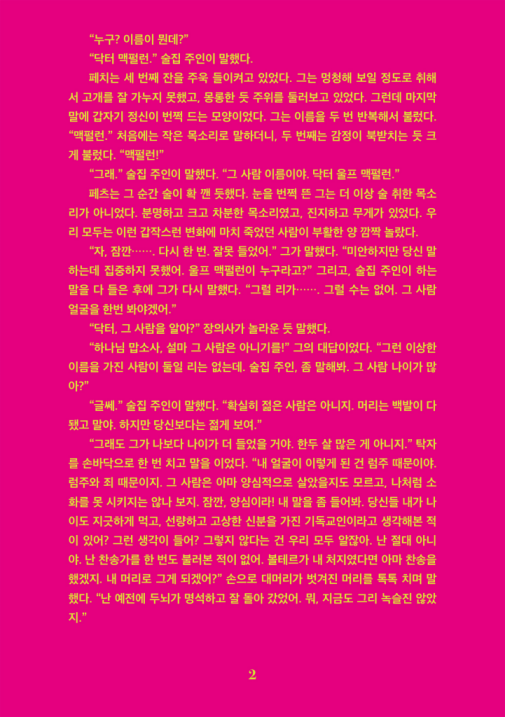 “누구? 이름이 뭔데?”
“닥터 맥펄런.” 술집 주인이 말했다.
페치는 세 번째 잔을 주욱 들이켜고 있었다. 그는 멍청해 보일 정도로 취해
서 고개를 잘 가누지 못했고, 몽롱한 듯 주위를 둘러보고 있었다. 그런데 마지막
말에 갑자기 정신이 번쩍 드는 모양이었다. 그는 이름을 두 번 반복해서 불렀다.
“맥펄런.” 처음에는 작은 목소리로 말하더니, 두 번째는 감정이 북받치는 듯 크
게 불렀다. “맥펄런!”
“그래.” 술집 주인이 말했다. “그 사람 이름이야. 닥터 울프 맥펄런.”
페츠는 그 순간 술이 확 깬 듯했다. 눈을 번쩍 뜬 그는 더 이상 술 취한 목소
리가 아니었다. 분명하고 크고 차분한 목소리였고, 진지하고 무게가 있었다. 우
리 모두는 이런 갑작스런 변화에 마치 죽었던 사람이 부활한 양 깜짝 놀랐다.
“자, 잠깐……. 다시 한 번. 잘못 들었어.” 그가 말했다. “미안하지만 당신 말
하는데 집중하지 못했어. 울프 맥펄런이 누구라고?” 그리고, 술집 주인이 하는
말을 다 들은 후에 그가 다시 말했다. “그럴 리가……. 그럴 수는 없어. 그 사람
얼굴을 한번 봐야겠어.”
“닥터, 그 사람을 알아?” 장의사가 놀라운 듯 말했다.
“하나님 맙소사, 설마 그 사람은 아니기를!” 그의 대답이었다. “그런 이상한
이름을 가진 사람이 둘일 리는 없는데. 술집 주인, 좀 말해봐. 그 사람 나이가 많
아?”
“글쎄.” 술집 주인이 말했다. “확실히 젊은 사람은 아니지. 머리는 백발이 다
됐고 말야. 하지만 당신보다는 젊게 보여.”
“그래도 그가 나보다 나이가 더 들었을 거야. 한두 살 많은 게 아니지.” 탁자
를 손바닥으로 한 번 치고 말을 이었다. “내 얼굴이 이렇게 된 건 럼주 때문이야.
럼주와 죄 때문이지. 그 사람은 아마 양심적으로 살았을지도 모르고, 나처럼 소
화를 못 시키지는 않나 보지. 잠깐, 양심이라! 내 말을 좀 들어봐. 당신들 내가 나
이도 지긋하게 먹고, 선량하고 고상한 신분을 가진 기독교인이라고 생각해본 적
이 있어? 그런 생각이 들어? 그렇지 않다는 건 우리 모두 알잖아. 난 절대 아니
야. 난 찬송가를 한 번도 불러본 적이 없어. 볼테르가 내 처지였다면 아마 찬송을
했겠지. 내 머리로 그게 되겠어?” 손으로 대머리가 벗겨진 머리를 톡톡 치며 말
했다. “난 예전에 두뇌가 명석하고 잘 돌아 갔었어. 뭐, 지금도 그리 녹슬진 않았
지.”
2